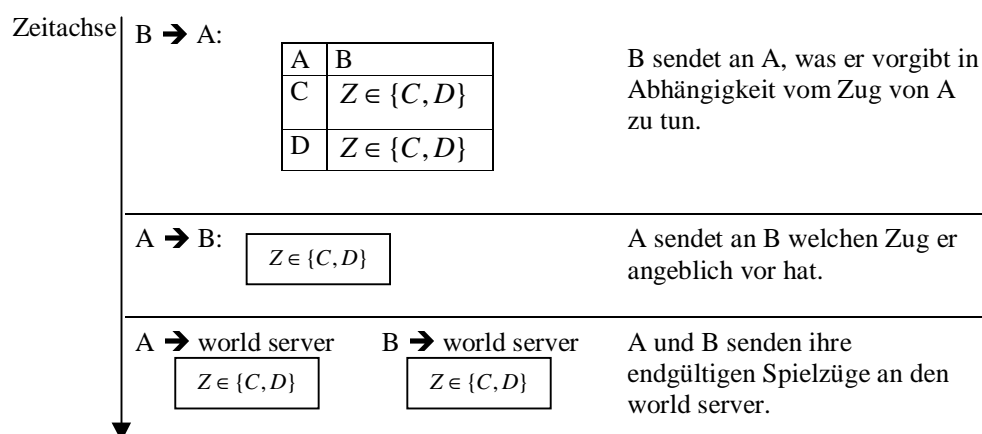 Zeitachse
B ➔ A:
A B
C Z ∈ {C, D}
D Z ∈ {C, D}
B sendet an A, was er vorgibt in
Abhängigkeit vom Zug von A
zu tun.
A ➔ B:
Z ∈ {C, D}
A sendet an B welchen Zug er
angeblich vor hat.
A ➔ world server
Z ∈ {C, D}
B ➔ world server
Z ∈ {C, D}
A und B senden ihre
endgültigen Spielzüge an den
world server.